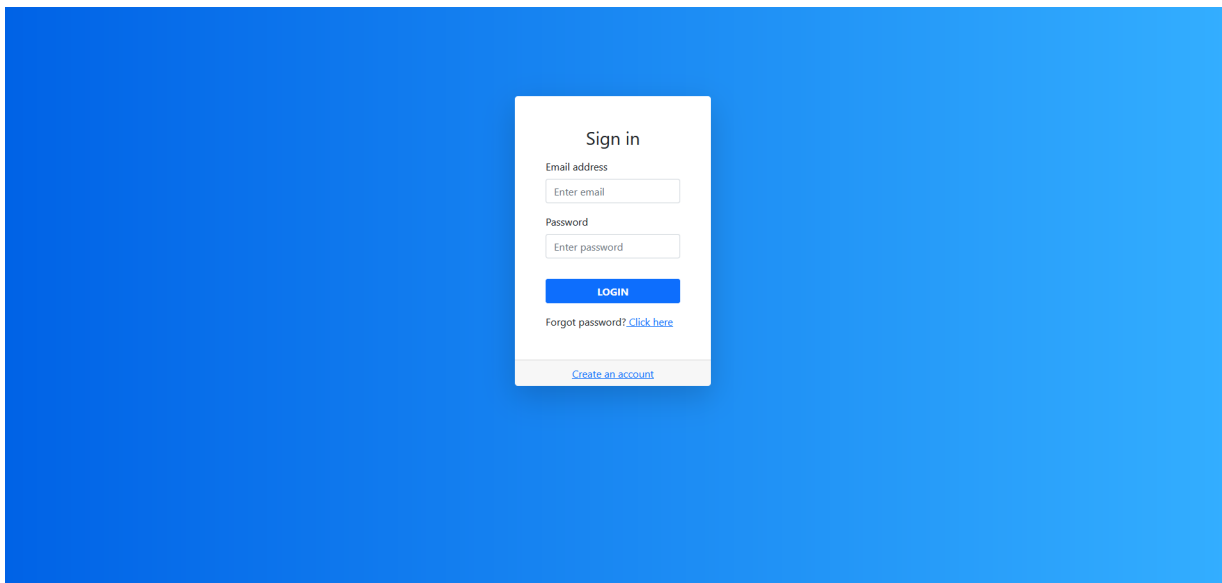 Sign in
Email address
Enter email
Password
Enter password
LOGIN
Forgot password? Click here
Create an account